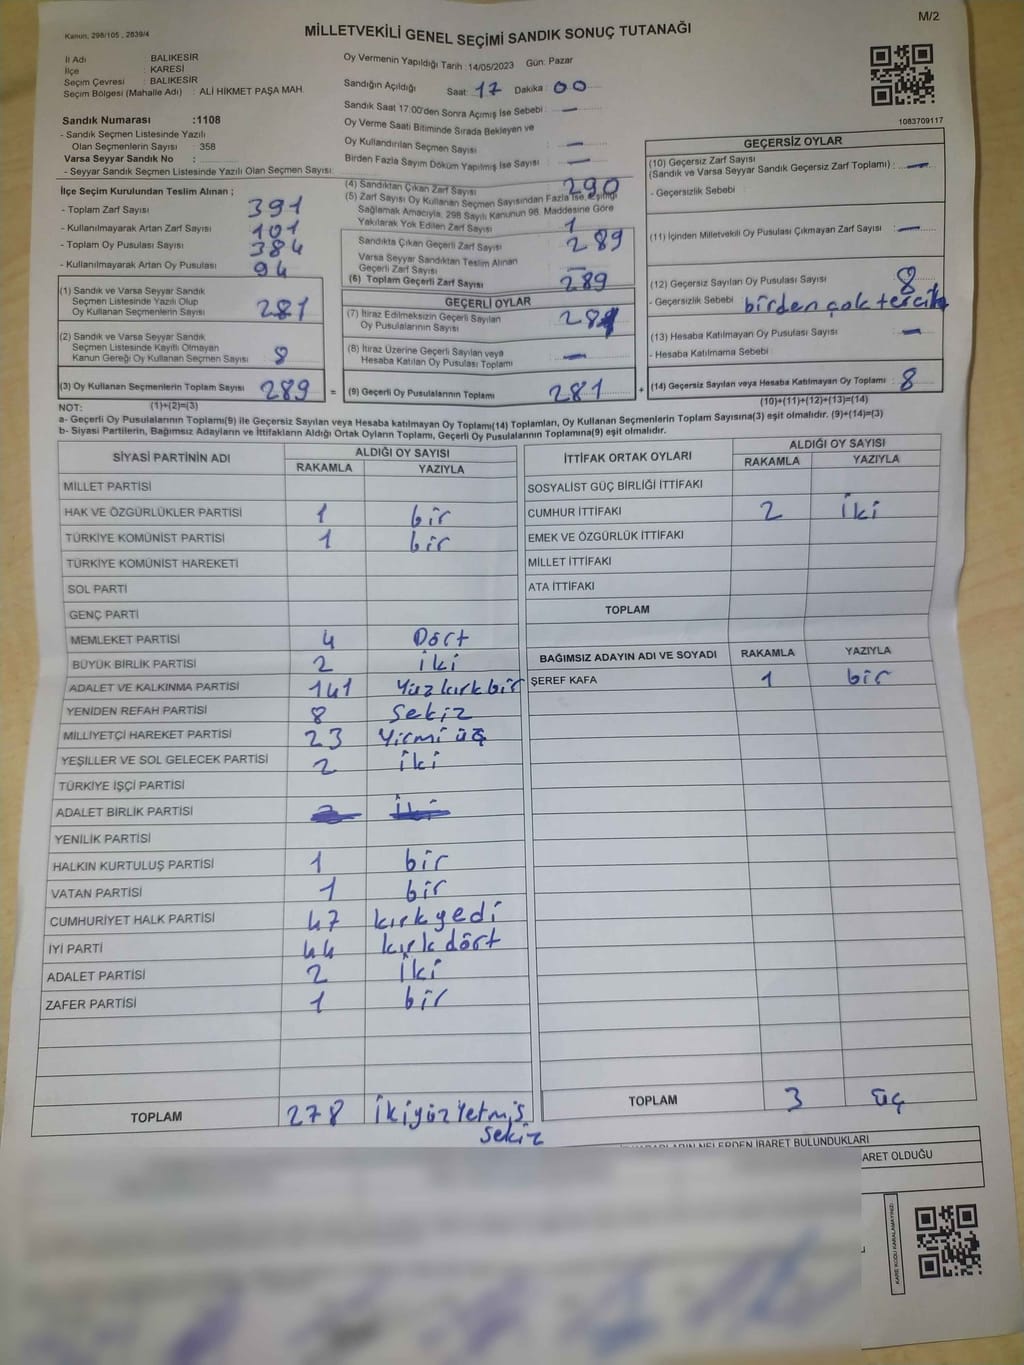 M/2
Kanun, 298/105 , 2839/4
MİLLETVEKİLİ GENEL SEÇİMİ SANDIK SONUÇ TUTANAĞI
İl Adı BALIKESİR
İlçe : KARESİ
Seçim Çevresi : BALIKESİR
Seçim Bölgesi (Mahalle Adı) : ALİ HİKMET PAŞA MAH.
Sandık Numarası :1108
- Sandık Seçmen Listesinde Yazılı
Olan Seçmenlerin Sayısı 358
Varsa Seyyar Sandık No :
- Seyyar Sandık Seçmen Listesinde Yazılı Olan Seçmen Sayısı:
İlçe Seçim Kurulundan Teslim Alınan ;
- Toplam Zarf Sayısı 391
- Kullanılmayarak Artan Zarf Sayısı 101
- Toplam Oy Pusulası Sayısı 384
- Kullanılmayarak Artan Oy Pusulası 94
(1) Sandık ve Varsa Seyyar Sandık
Seçmen Listesinde Yazılı Olup
Oy Kullanan Seçmenlerin Sayısı 281
(2) Sandık ve Varsa Seyyar Sandık
Seçmen Listesinde Kayıtlı Olmayan
Kanun Gereği Oy Kullanan Seçmen Sayısı 8
(3) Oy Kullanan Seçmenlerin Toplam Sayısı 289 =
Oy Vermenin Yapıldığı Tarih :14/05/2023 Gün: Pazar
Sandığın Açıldığı Saat: 17 Dakika: 00
Sandık Saat 17:00'den Sonra Açımış İse Sebebi : —
Oy Verme Saati Bitiminde Sırada Bekleyen ve
Oy Kullandırılan Seçmen Sayısı : —
Birden Fazla Sayım Döküm Yapılmış İse Sayısı : —
(4) Sandıktan Çıkan Zarf Sayısı 290
(5) Zarf Sayısı Oy Kullanan Seçmen Sayısından Fazla İse, Eşitliği
Sağlamak Amacıyla, 298 Sayılı Kanunun 98. Maddesine Göre
Yakılarak Yok Edilen Zarf Sayısı 1
Sandıkta Çıkan Geçerli Zarf Sayısı 289
Varsa Seyyar Sandıktan Teslim Alınan
Geçerli Zarf Sayısı —
(6) Toplam Geçerli Zarf Sayısı 289
GEÇERLİ OYLAR
(7) İtiraz Edilmeksizin Geçerli Sayılan
Oy Pusulalarının Sayısı 281
(8) İtiraz Üzerine Geçerli Sayılan veya
Hesaba Katılan Oy Pusulası Toplamı —
(9) Geçerli Oy Pusulalarının Toplamı 281 +
1083709117
GEÇERSİZ OYLAR
(10) Geçersiz Zarf Sayısı
(Sandık ve Varsa Seyyar Sandık Geçersiz Zarf Toplamı) : —
- Geçersizlik Sebebi
(11) İçinden Milletvekili Oy Pusulası Çıkmayan Zarf Sayısı : —
(12) Geçersiz Sayılan Oy Pusulası Sayısı 8
- Geçersizlik Sebebi birden çok tercih
(13) Hesaba Katılmayan Oy Pusulası Sayısı : —
- Hesaba Katılmama Sebebi
(14) Geçersiz Sayılan veya Hesaba Katılmayan Oy Toplamı : 8
NOT: (1)+(2)=(3)
(10)+(11)+(12)+(13)=(14)
a- Geçerli Oy Pusulalarının Toplamı(9) ile Geçersiz Sayılan veya Hesaba katılmayan Oy Toplamı(14) Toplamları, Oy Kullanan Seçmenlerin Toplam Sayısına(3) eşit olmalıdır. (9)+(14)=(3)
b- Siyasi Partilerin, Bağımsız Adayların ve İttifakların Aldığı Ortak Oyların Toplamı, Geçerli Oy Pusulalarının Toplamına(9) eşit olmalıdır.
SİYASİ PARTİNİN ADI ALDIĞI OY SAYISI
RAKAMLA YAZIYLA
MİLLET PARTİSİ
HAK VE ÖZGÜRLÜKLER PARTİSİ 1 bir
TÜRKİYE KOMÜNİST PARTİSİ 1 bir
TÜRKİYE KOMÜNİST HAREKETİ
SOL PARTİ
GENÇ PARTİ
MEMLEKET PARTİSİ 4 Dört
BÜYÜK BİRLİK PARTİSİ 2 iki
ADALET VE KALKINMA PARTİSİ 141 Yüz kırk bir
YENİDEN REFAH PARTİSİ 8 Sekiz
MİLLİYETÇİ HAREKET PARTİSİ 23 Yirmi üç
YEŞİLLER VE SOL GELECEK PARTİSİ 2 iki
TÜRKİYE İŞÇİ PARTİSİ
ADALET BİRLİK PARTİSİ
YENİLİK PARTİSİ
HALKIN KURTULUŞ PARTİSİ 1 bir
VATAN PARTİSİ 1 bir
CUMHURİYET HALK PARTİSİ 47 kırk yedi
İYİ PARTİ 44 kırk dört
ADALET PARTİSİ 2 iki
ZAFER PARTİSİ 1 bir
TOPLAM 278 ikiyüz Yetmiş
Sekiz
İTTİFAK ORTAK OYLARI ALDIĞI OY SAYISI
RAKAMLA YAZIYLA
SOSYALİST GÜÇ BİRLİĞİ İTTİFAKI
CUMHUR İTTİFAKI 2 iki
EMEK VE ÖZGÜRLÜK İTTİFAKI
MİLLET İTTİFAKI
ATA İTTİFAKI
TOPLAM
BAĞIMSIZ ADAYIN ADI VE SOYADI RAKAMLA YAZIYLA
ŞEREF KAFA 1 bir
TOPLAM 3 üç
NELERDEN İBARET BULUNDUKLARI
ARET OLDUĞU
KARE KODU KARALAMAYINIZ!